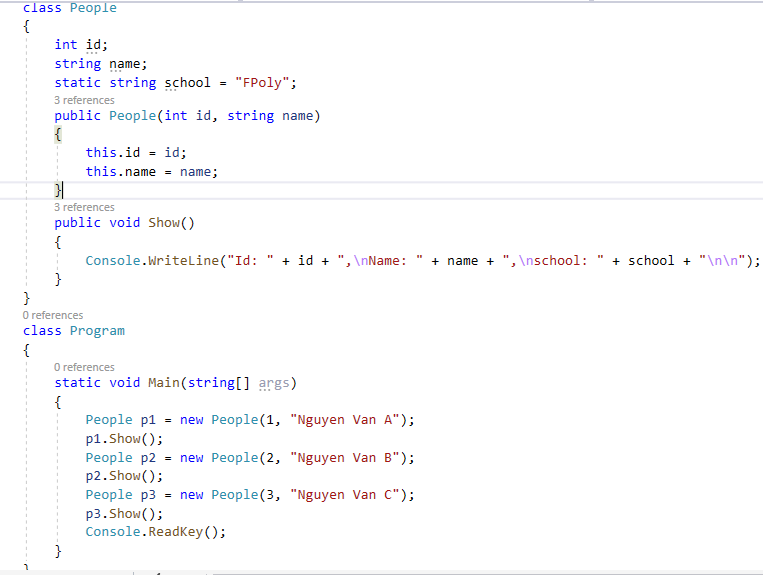 class People
{
int id;
string name;
static string school = "FPoly";
3 references
public People(int id, string name)
{
this.id = id;
this.name = name;
}
3 references
public void Show()
{
Console.WriteLine("Id: " + id + ",\nName: " + name + ",\nschool: " + school + "\n\n");
}
}
0 references
class Program
{
0 references
static void Main(string[] args)
{
People p1 = new People(1, "Nguyen Van A");
p1.Show();
People p2 = new People(2, "Nguyen Van B");
p2.Show();
People p3 = new People(3, "Nguyen Van C");
p3.Show();
Console.ReadKey();
}
}